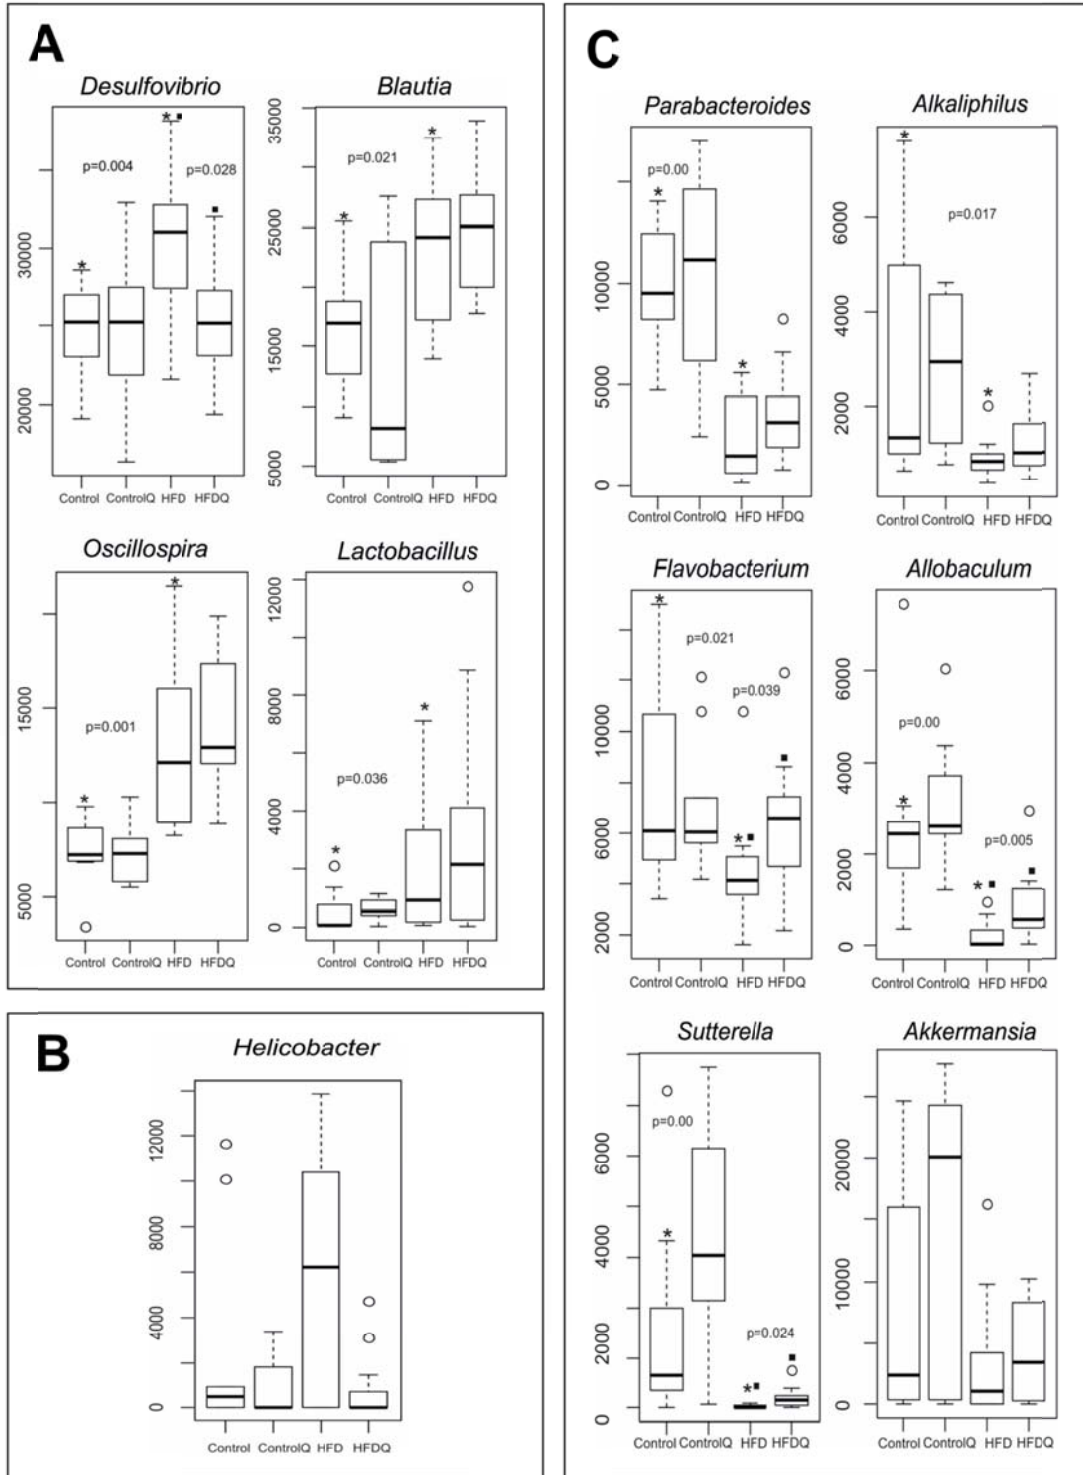 A
Desulfovibrio
p=0.004
p=0.028
20000
30000
Control ControlQ HFD HFDQ
Blautia
p=0.021
5000
15000
25000
35000
Control ControlQ HFD HFDQ
Oscillospira
p=0.001
5000
15000
Control ControlQ HFD HFDQ
Lactobacillus
p=0.036
0
4000
8000
12000
Control ControlQ HFD HFDQ
B
Helicobacter
0
4000
8000
12000
Control ControlQ HFD HFDQ
C
Parabacteroides
p=0.00
0
5000
10000
Control ControlQ HFD HFDQ
Alkaliphilus
p=0.017
2000
4000
6000
Control ControlQ HFD HFDQ
Flavobacterium
p=0.021
p=0.039
2000
6000
10000
Control ControlQ HFD HFDQ
Allobaculum
p=0.00
p=0.005
0
2000
4000
6000
Control ControlQ HFD HFDQ
Sutterella
p=0.00
p=0.024
0
2000
4000
6000
Control ControlQ HFD HFDQ
Akkermansia
0
10000
20000
Control ControlQ HFD HFDQ